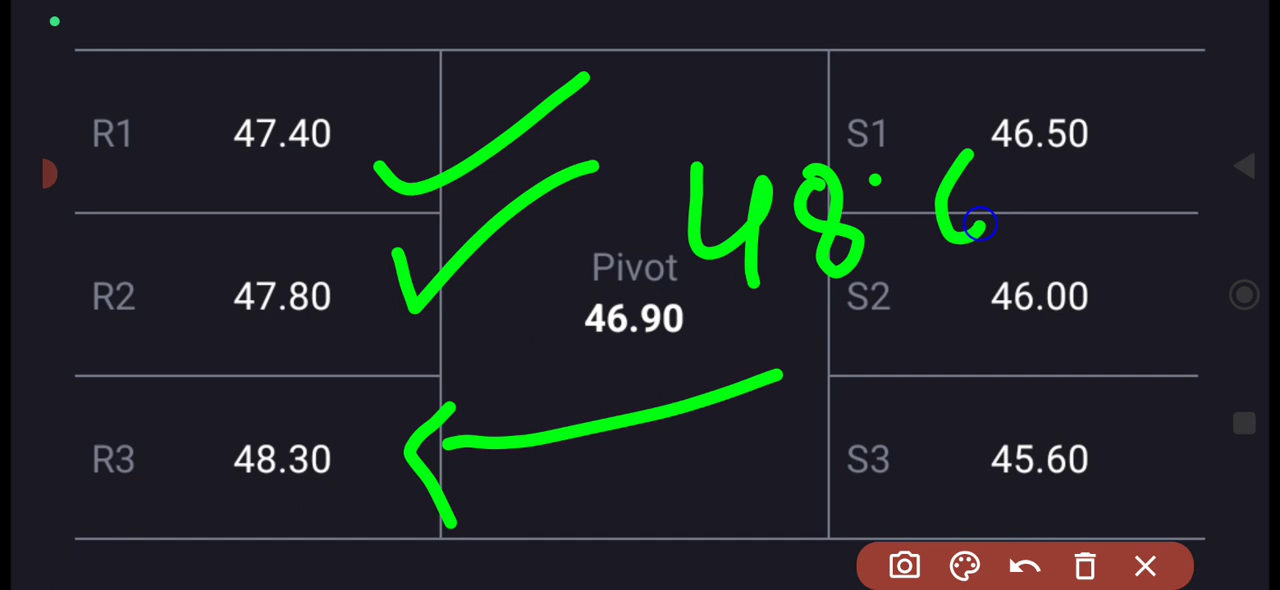 R1 47.40
R2 47.80
R3 48.30
Pivot
46.90
S1 46.50
S2 46.00
S3 45.60
48.6